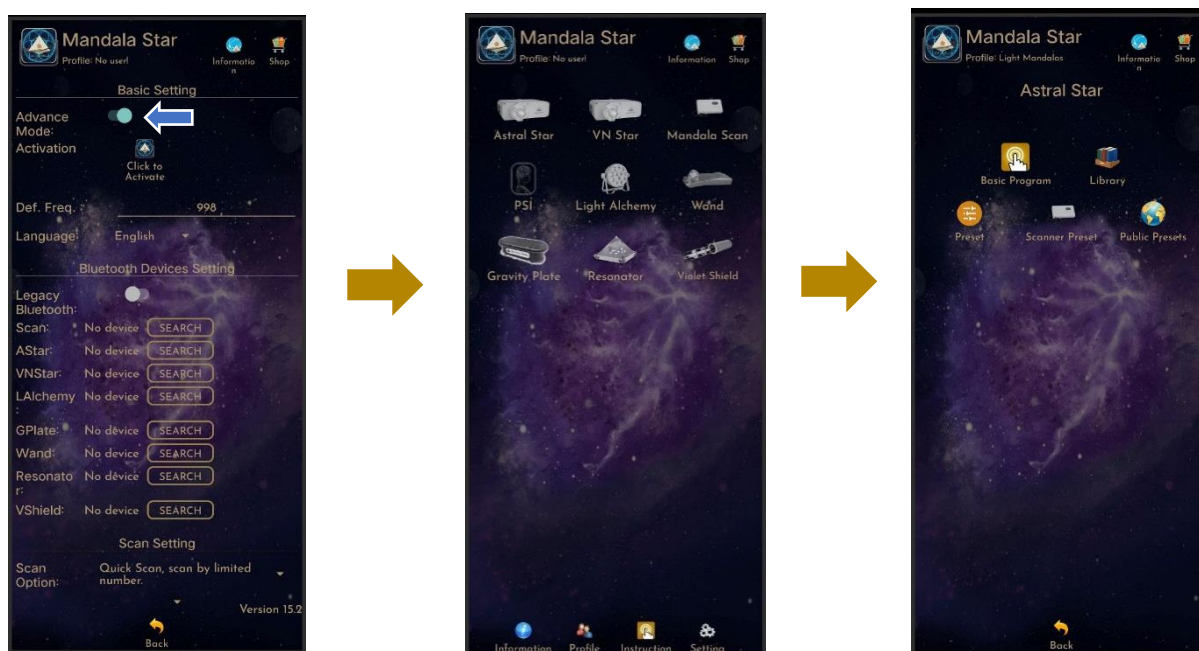 Mandala Star
Profile: No user!
Informatio
n
Shop
Basic Setting
Advance
Mode:
Activation
Click to
Activate
Def. Freq. :
998
Language:
English
Bluetooth Devices Setting
Legacy
Bluetooth:
Scan: No device SEARCH
AStar: No device SEARCH
VNStar: No device SEARCH
LAlchemy
:
No device SEARCH
GPlate: No device SEARCH
Wand: No device SEARCH
Resonato
r:
No device SEARCH
VShield: No device SEARCH
Scan Setting
Scan
Option:
Quick Scan, scan by limited
number.
Version 15.2
Back
Mandala Star
Profile: No user!
Information Shop
Astral Star VN Star Mandala Scan
PSI Light Alchemy Wand
Gravity Plate Resonator Violet Shield
Information Profile Instruction Setting
Mandala Star
Profile: Light Mandalas
Informatio
n
Shop
Astral Star
Basic Program Library
Preset Scanner Preset Public Presets
Back